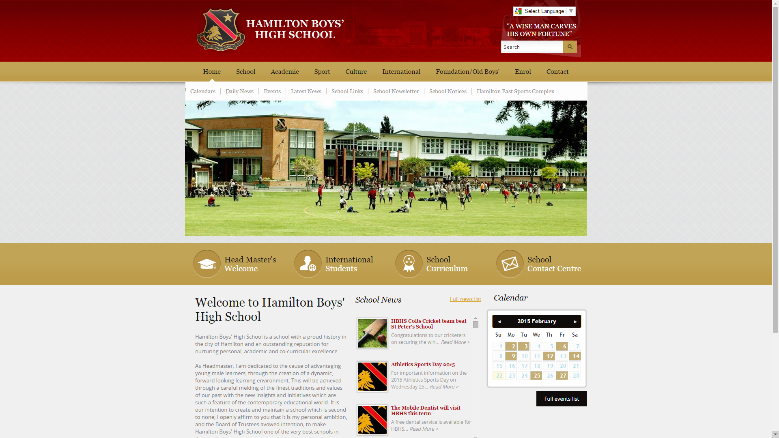 Select Language ▼
HAMILTON BOYS'
HIGH SCHOOL
"A WISE MAN CARVES
HIS OWN FORTUNE"
Search
Home School Academic Sport Culture International Foundation/Old Boys' Enrol Contact
Calendars Daily News Events Latest News School Links School Newsletter School Notices Hamilton East Sports Complex
Head Master's
Welcome
International
Students
School
Curriculum
School
Contact Centre
Welcome to Hamilton Boys'
High School
Hamilton Boys' High School is a school with a proud history in
the city of Hamilton and an outstanding reputation for
nurturing personal, academic and co-curricular excellence.
As Headmaster, I am dedicated to the cause of advantaging
young male learners, through the creation of a dynamic,
forward looking learning environment. This will be achieved
through a careful melding of the finest traditions and values
of our past with the new insights and initiatives which are
such a feature of the contemporary educational world. It is
our intention to create and maintain a school which is second
to none. I openly affirm to you that it is my personal ambition,
and the Board of Trustees avowed intention, to make
Hamilton Boys' High School one of the very best schools in
School News
Full News list
HBHS Colts Cricket team beat
St Peter's School
Congratulations to our cricketers
on securing the win... Read More »
Athletics Sports Day 2015
For important information on the
2015 Athletics Sports Day on
Wednesday 25... Read More »
The Mobile Dentist will visit
HBHS this term
A free dental service is available for
HBHS... Read More »
Calendar
◄ 2015 February ►
Su Mo Tu We Th Fr Sa
1 2 3 4 5 6 7
8 9 10 11 12 13 14
15 16 17 18 19 20 21
22 23 24 25 26 27 28
Full events list